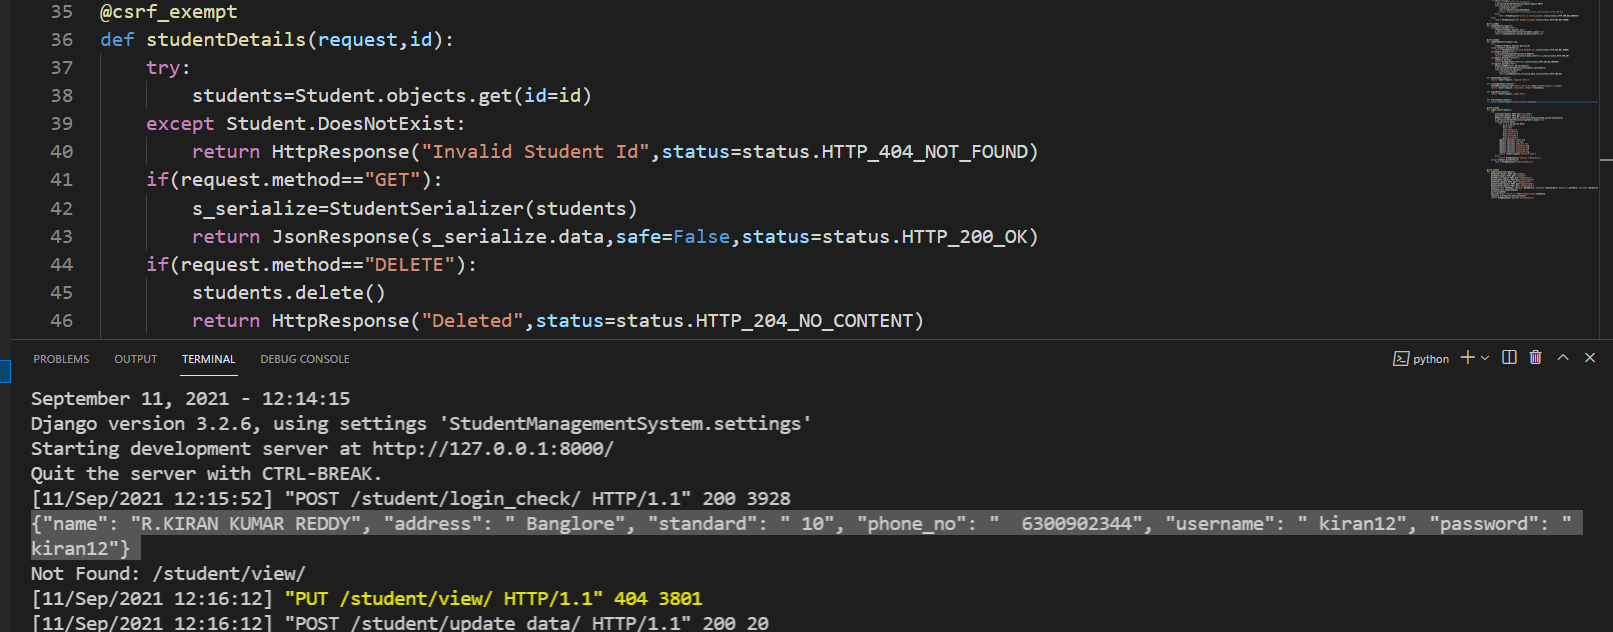 35 @csrf_exempt
36 def studentDetails(request,id):
37 try:
38 students=Student.objects.get(id=id)
39 except Student.DoesNotExist:
40 return HttpResponse("Invalid Student Id",status=status.HTTP_404_NOT_FOUND)
41 if(request.method=="GET"):
42 s_serialize=StudentSerializer(students)
43 return JsonResponse(s_serialize.data,safe=False,status=status.HTTP_200_OK)
44 if(request.method=="DELETE"):
45 students.delete()
46 return HttpResponse("Deleted",status=status.HTTP_204_NO_CONTENT)
PROBLEMS OUTPUT TERMINAL DEBUG CONSOLE python
September 11, 2021 - 12:14:15
Django version 3.2.6, using settings 'StudentManagementSystem.settings'
Starting development server at http://127.0.0.1:8000/
Quit the server with CTRL-BREAK.
[11/Sep/2021 12:15:52] "POST /student/login_check/ HTTP/1.1" 200 3928
{"name": "R.KIRAN KUMAR REDDY", "address": " Banglore", "standard": " 10", "phone_no": "  6300902344", "username": " kiran12", "password": "
kiran12"}
Not Found: /student/view/
[11/Sep/2021 12:16:12] "PUT /student/view/ HTTP/1.1" 404 3801
[11/Sep/2021 12:16:12] "POST /student/update_data/ HTTP/1.1" 200 20